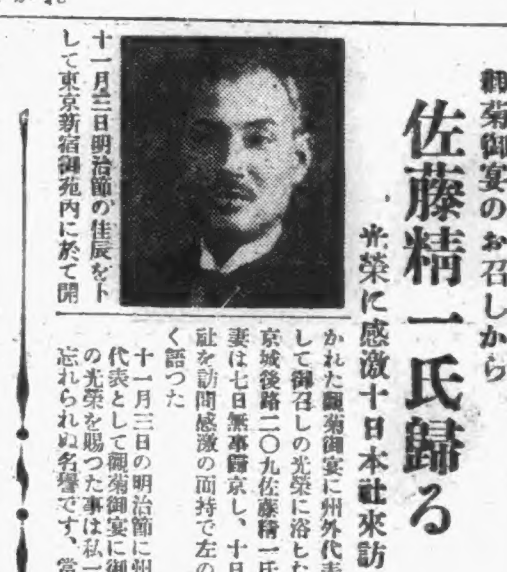 觀菊御宴のお召しから
佐藤精一氏歸る
光榮に感激十日本社來訪
十一月三日明治節の佳辰をト
して東京新宿御苑内に於て開
かれた觀菊御宴に州外代表
して御召しの光榮に浴した
京城後路二〇九佐藤精一氏
妻は七日無事歸京し、十日
社を訪問感激の面持で左の
く語つた
十一月三日の明治節に州
代表として觀菊御宴に御
の光榮を賜つた事は私一
忘れられぬ名譽です、當